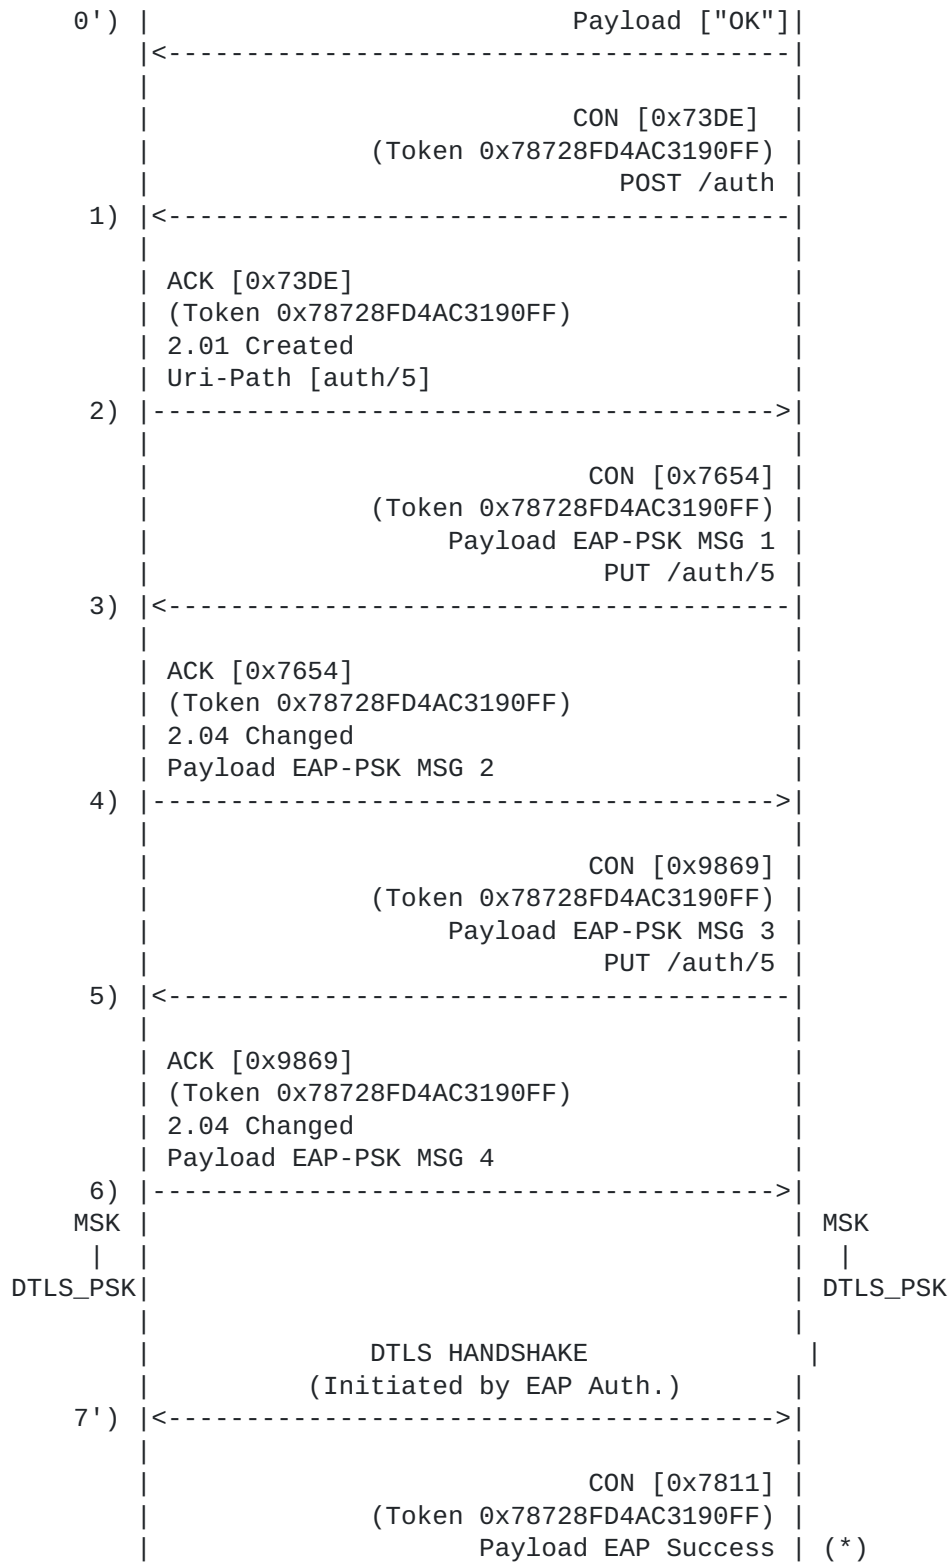 0') |                           Payload ["OK"]|
|<----------------------------------------|
|                                         |
|                           CON [0x73DE]  |
|              (Token 0x78728FD4AC3190FF) |
|                              POST /auth |
1) |<----------------------------------------|
|                                         |
| ACK [0x73DE]                            |
| (Token 0x78728FD4AC3190FF)              |
| 2.01 Created                            |
| Uri-Path [auth/5]                       |
2) |---------------------------------------->|
|                                         |
|                            CON [0x7654] |
|              (Token 0x78728FD4AC3190FF) |
|                   Payload EAP-PSK MSG 1 |
|                             PUT /auth/5 |
3) |<----------------------------------------|
|                                         |
| ACK [0x7654]                            |
| (Token 0x78728FD4AC3190FF)              |
| 2.04 Changed                            |
| Payload EAP-PSK MSG 2                   |
4) |---------------------------------------->|
|                                         |
|                            CON [0x9869] |
|              (Token 0x78728FD4AC3190FF) |
|                   Payload EAP-PSK MSG 3 |
|                             PUT /auth/5 |
5) |<----------------------------------------|
|                                         |
| ACK [0x9869]                            |
| (Token 0x78728FD4AC3190FF)              |
| 2.04 Changed                            |
| Payload EAP-PSK MSG 4                   |
6) |---------------------------------------->|
MSK |                                         | MSK
|  |                                         |  |
DTLS_PSK|                                         | DTLS_PSK
|                                         |
|              DTLS HANDSHAKE              |
|          (Initiated by EAP Auth.)       |
7') |<--------------------------------------->|
|                                         |
|                            CON [0x7811] |
|              (Token 0x78728FD4AC3190FF) |
|                     Payload EAP Success | (*)